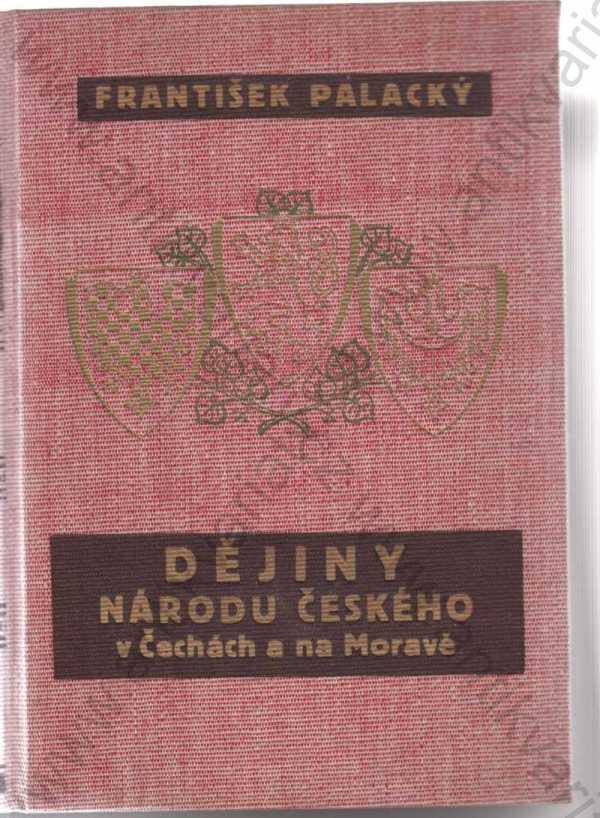 FRANTIŠEK PALACKÝ
DĚJINY
NÁRODU ČESKÉHO
v Čechách a na Moravě